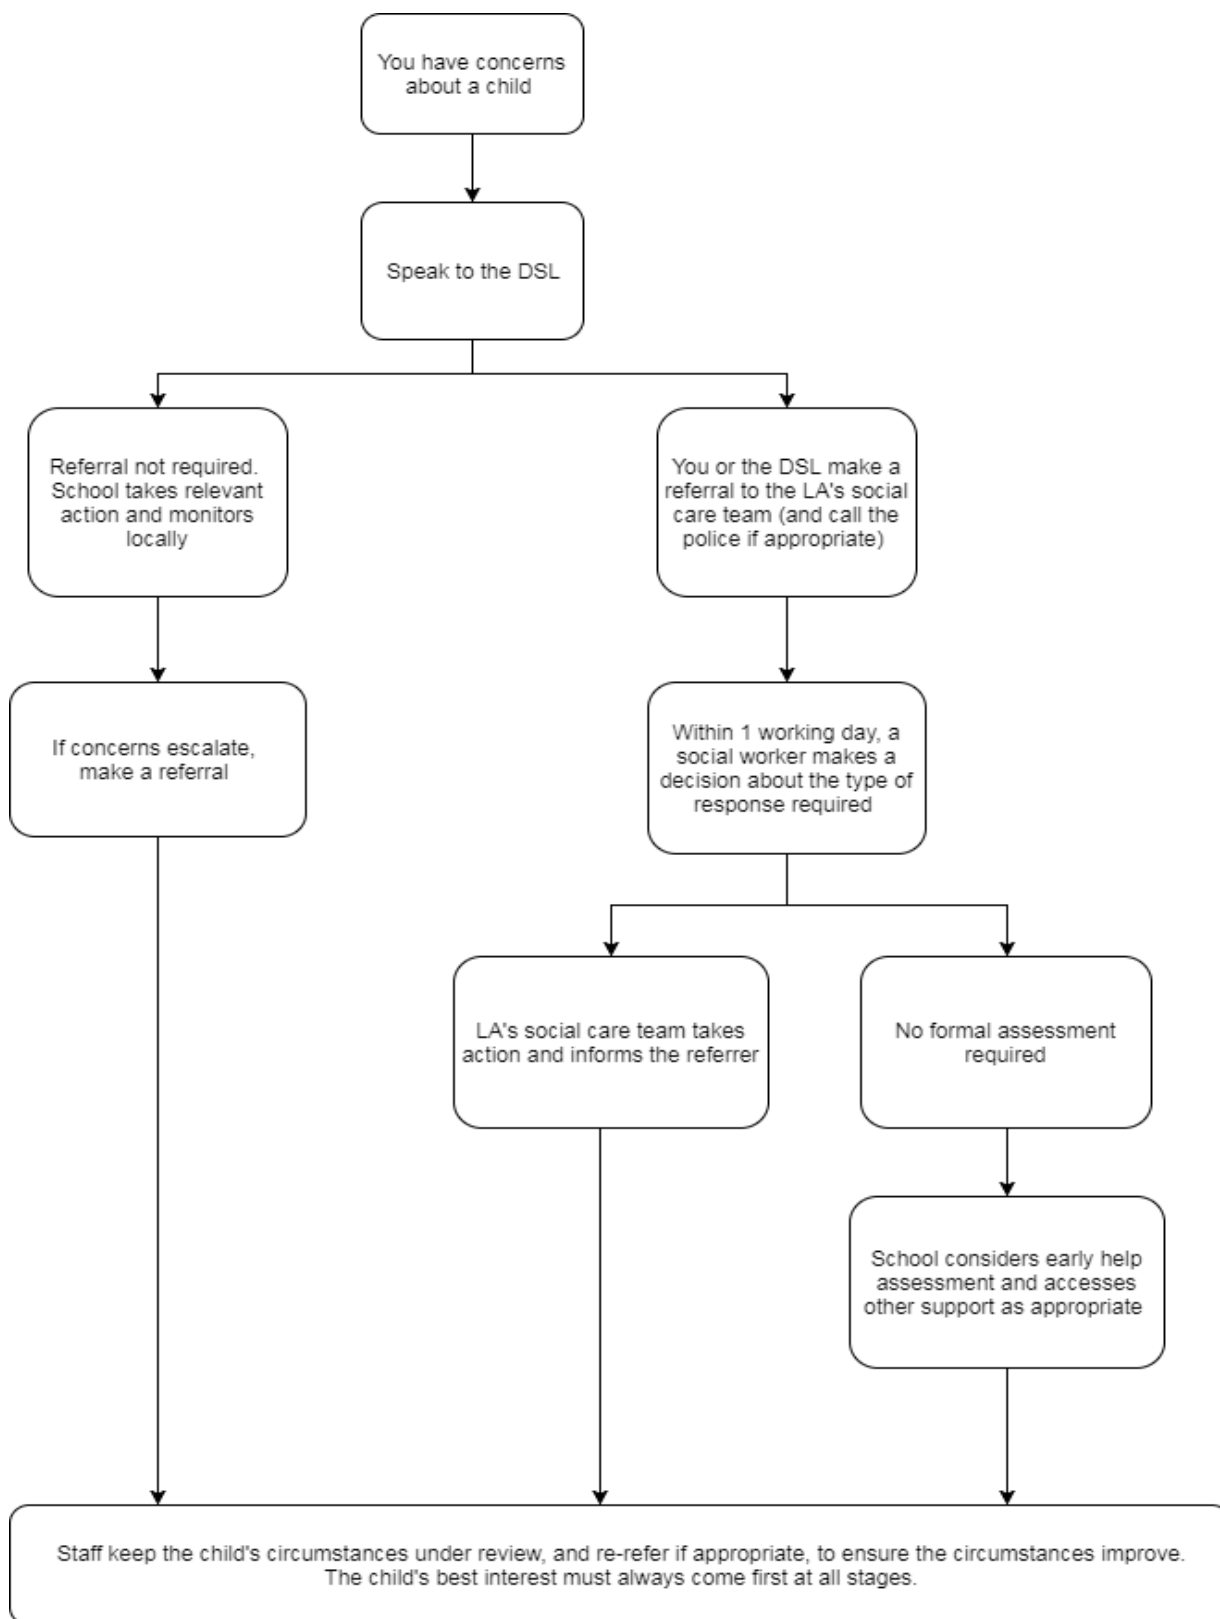 You have concerns
about a child
Speak to the DSL
Referral not required.
School takes relevant
action and monitors
locally
You or the DSL make a
referral to the LA's social
care team (and call the
police if appropriate)
If concerns escalate,
make a referral
Within 1 working day, a
social worker makes a
decision about the type of
response required
LA's social care team takes
action and informs the referrer
No formal assessment
required
School considers early help
assessment and accesses
other support as appropriate
Staff keep the child's circumstances under review, and re-refer if appropriate, to ensure the circumstances improve.
The child's best interest must always come first at all stages.